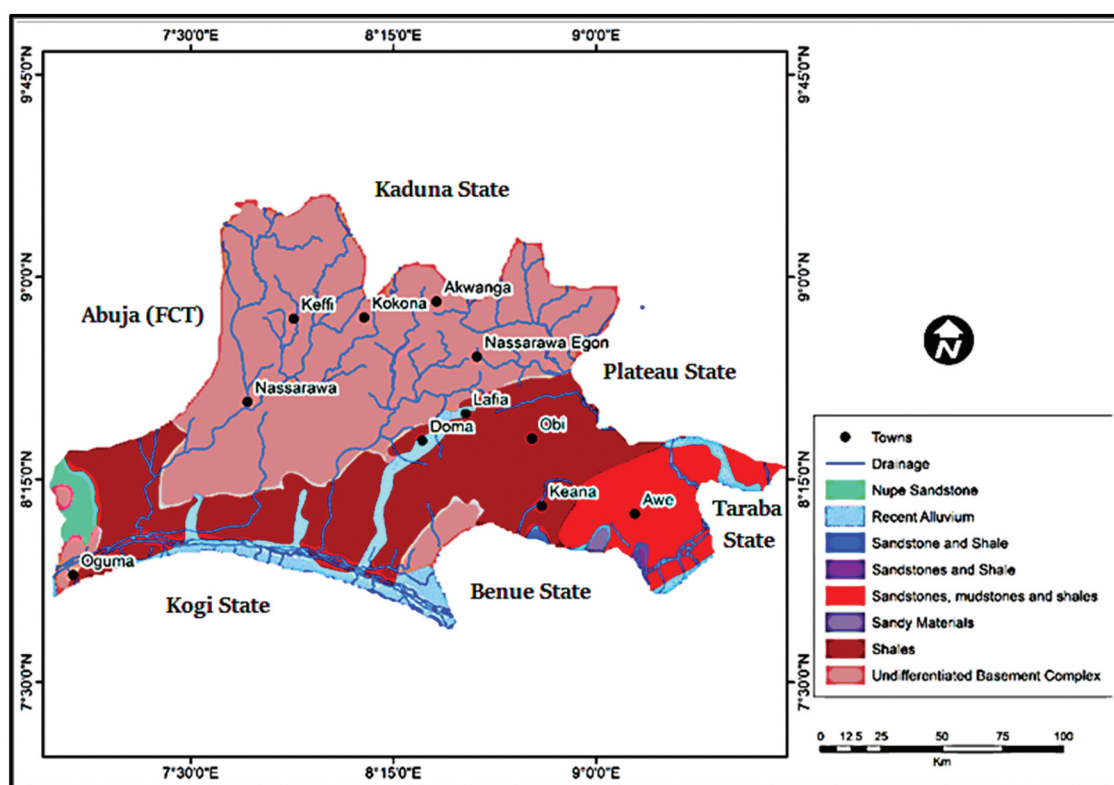 7°30'0"E 8°15'0"E 9°0'0"E
9°45'0"N
9°45'0"N
Kaduna State
9°0'0"N
9°0'0"N
Akwanga
Keffi
Kokona
Abuja (FCT)
Nassarawa Egon
Plateau State
Nassarawa
Lafia
Doma
Obi
8°15'0"N
8°15'0"N
Keana
Awe
Taraba
State
Oguma
Kogi State
Benue State
7°30'0"N
7°30'0"N
7°30'0"E 8°15'0"E 9°0'0"E
N
Towns
Drainage
Nupe Sandstone
Recent Alluvium
Sandstone and Shale
Sandstones and Shale
Sandstones, mudstones and shales
Sandy Materials
Shales
Undifferentiated Basement Complex
0 12.5 25 50 75 100
Km